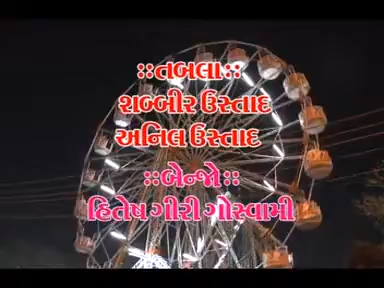 ::તબલા::
શબ્બીર ઉસ્તાદ
અનિલ ઉસ્તાદ
::બેન્જો::
હિતેષ ગીરી ગોસ્વામી